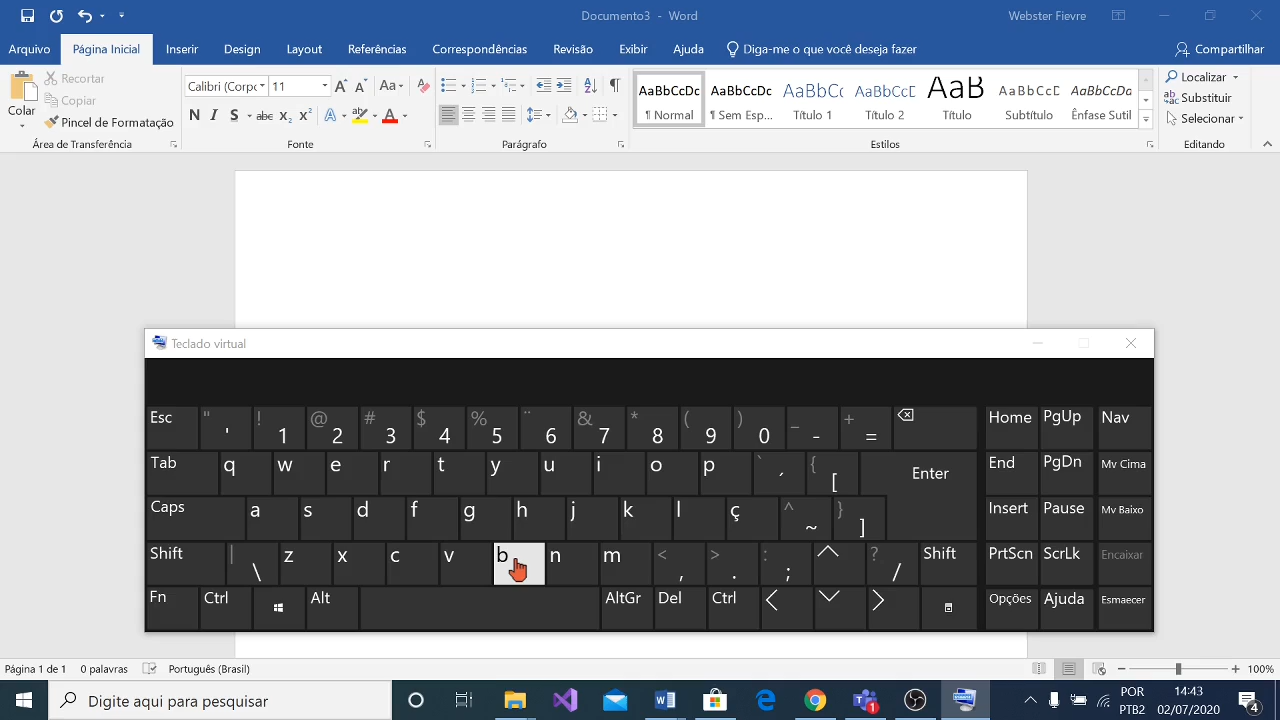 Documento3 - Word
Webster Fievre
Arquivo Página Inicial Inserir Design Layout Referências Correspondências Revisão Exibir Ajuda Diga-me o que você deseja fazer Compartilhar
Colar
Recortar
Copiar
Pincel de Formatação
Área de Transferência
Calibri (Corpc 11 Aa
N I S abc X₂ X² A A
Fonte
Parágrafo
AaBbCcDc AaBbCcDc AaBbCc AaBbCcD AaB AaBbCcD AaBbCcDa
¶ Normal ¶ Sem Esp... Título 1 Título 2 Título Subtítulo Ênfase Sutil
Estilos
Localizar
Substituir
Selecionar
Editando
Teclado virtual
Esc " ' ! 1 @ 2 # 3 $ 4 % 5 ¨ 6 & 7 * 8 ( 9 ) 0 _ - + = Home PgUp Nav
Tab q w e r t y u i o p ` ´ { [ Enter End PgDn Mv Cima
Caps a s d f g h j k l ç ^ ~ } ] Insert Pause Mv Baixo
Shift | \ z x c v b n m < , > . : ; ? / Shift PrtScn ScrLk Encaixar
Fn Ctrl Alt AltGr Del Ctrl Opções Ajuda Esmaecer
Página 1 de 1 0 palavras Português (Brasil) 100%
Digite aqui para pesquisar
1
POR
PTB2
14:43
02/07/2020
4